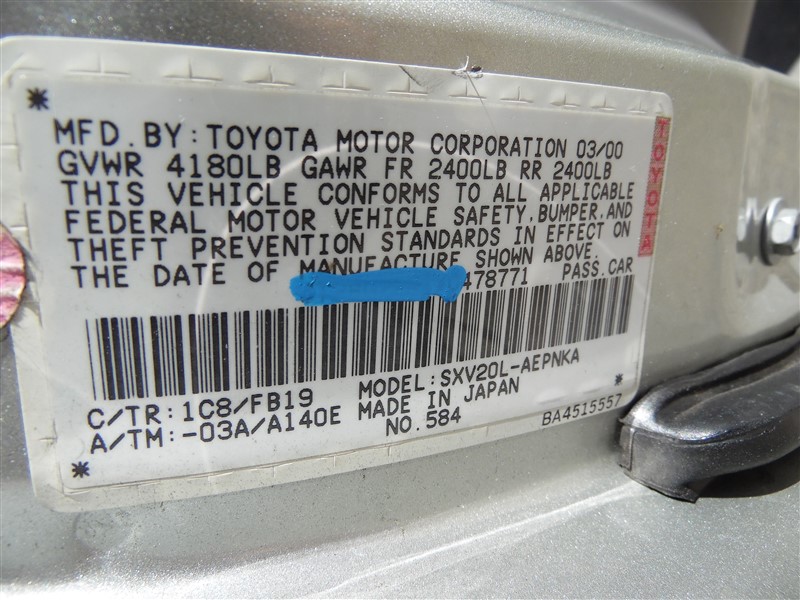 MFD. BY: TOYOTA MOTOR CORPORATION 03/00
GVWR 4180LB GAWR FR 2400LB RR 2400LB
THIS VEHICLE CONFORMS TO ALL APPLICABLE
FEDERAL MOTOR VEHICLE SAFETY, BUMPER, AND
THEFT PREVENTION STANDARDS IN EFFECT ON
THE DATE OF MANUFACTURE SHOWN ABOVE.
478771 PASS. CAR
C/TR: 1C8/FB19 MODEL: SXV20L-AEPNKA
A/TM: -03A/A140E MADE IN JAPAN
NO. 584 BA4515557
TOYOTA